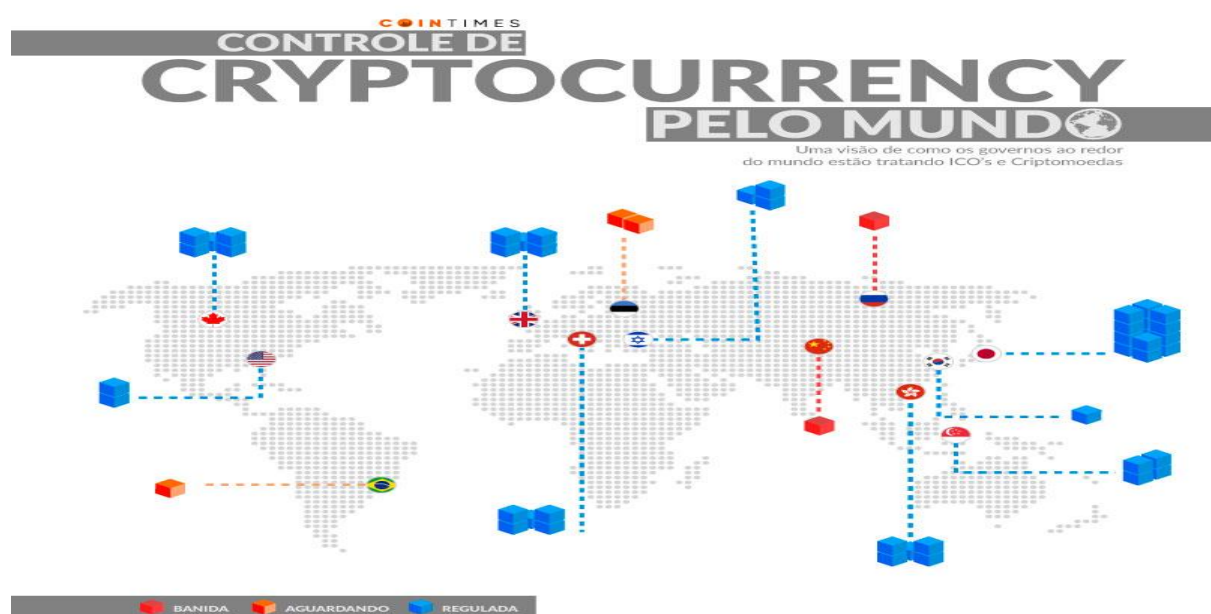 COINTIMES
CONTROLE DE
CRYPTOCURRENCY
PELO MUNDO
Uma visão de como os governos ao redor
do mundo estão tratando ICO's e Criptomoedas
BANIDA AGUARDANDO REGULADA